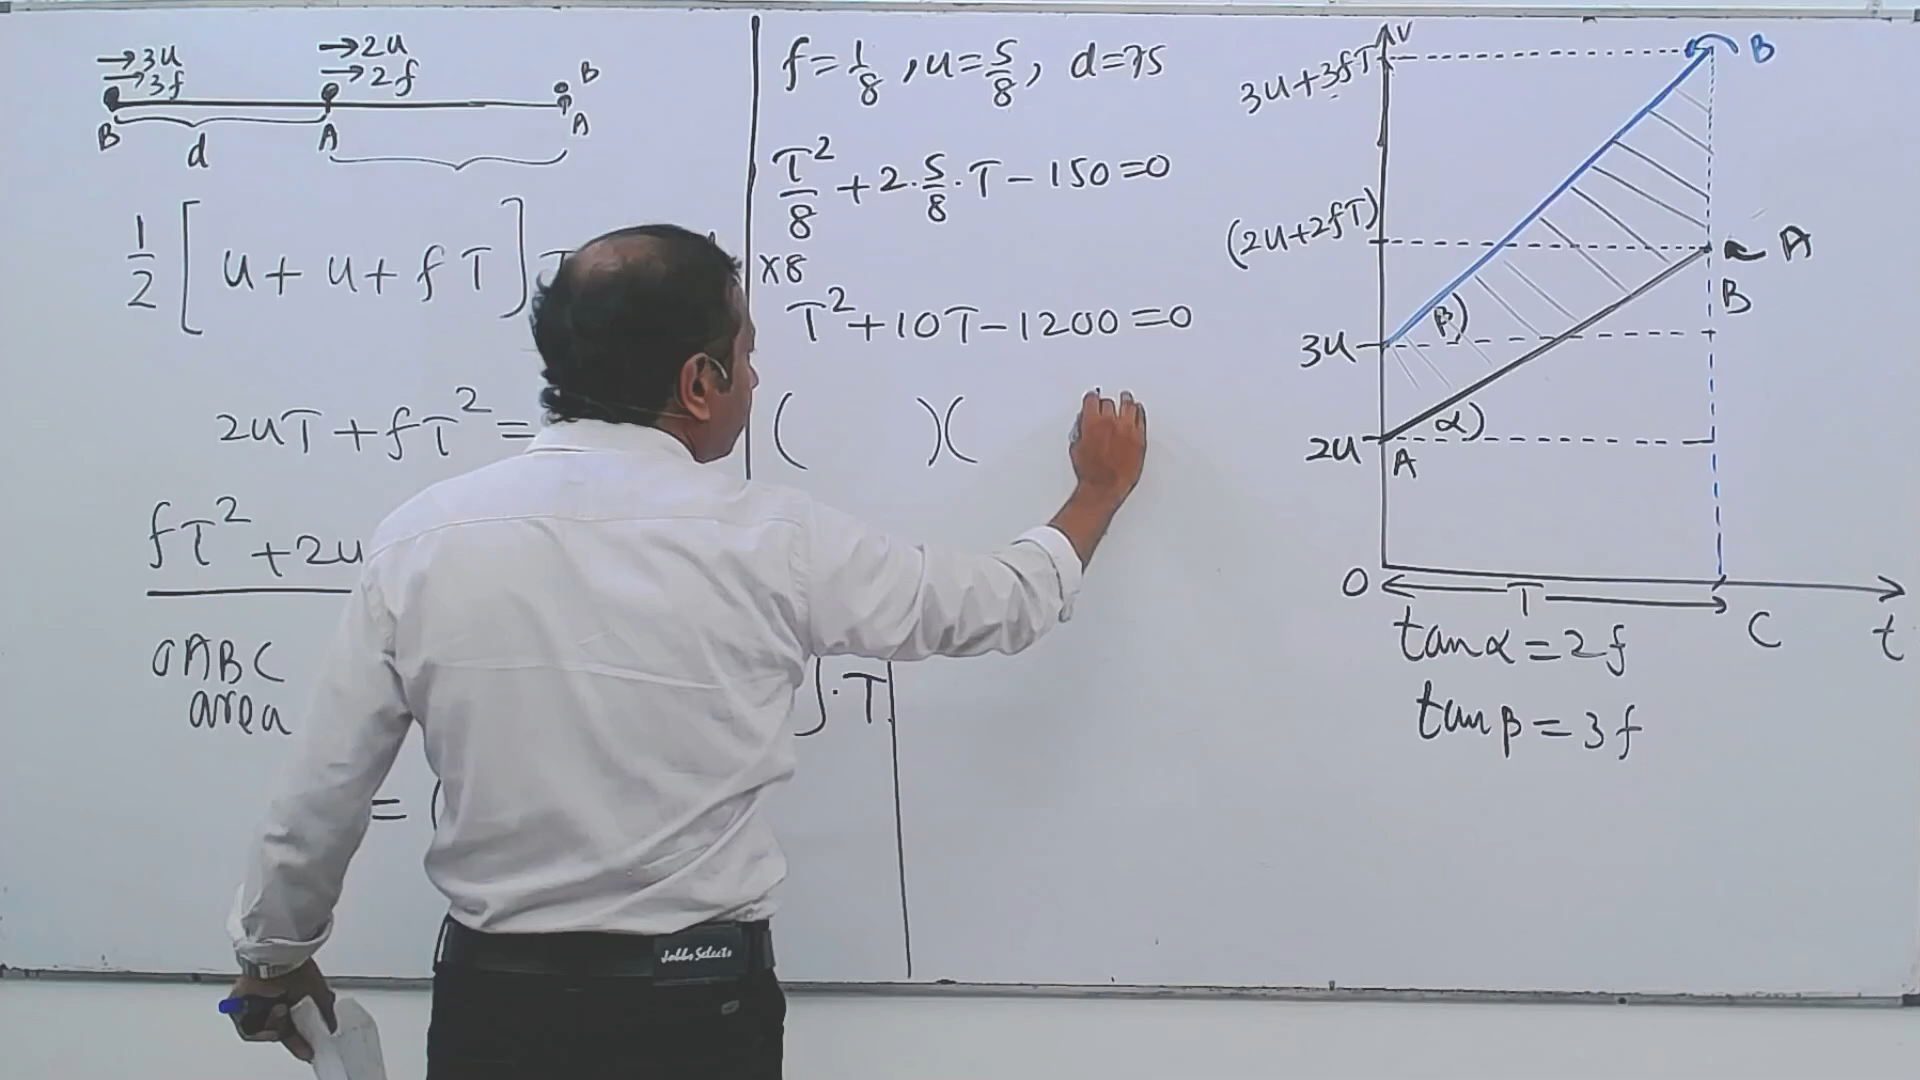 →3u
→3f
→2u
→2f
B
A
B
A
d
1/2 [u + u + fT] T
2uT + fT² =
fT² + 2u
OABC
area
= (
] . T
f = 1/8 , u = 5/8 , d = 75
T²/8 + 2 . 5/8 . T − 150 = 0
×8
T² + 10T − 1200 = 0
( ) (
V
3u + 3fT
B
(2u + 2fT)
A
B
3u
β)
2u
A
α)
O
T
C
t
tan α = 2f
tan β = 3f
Jobbs Selects